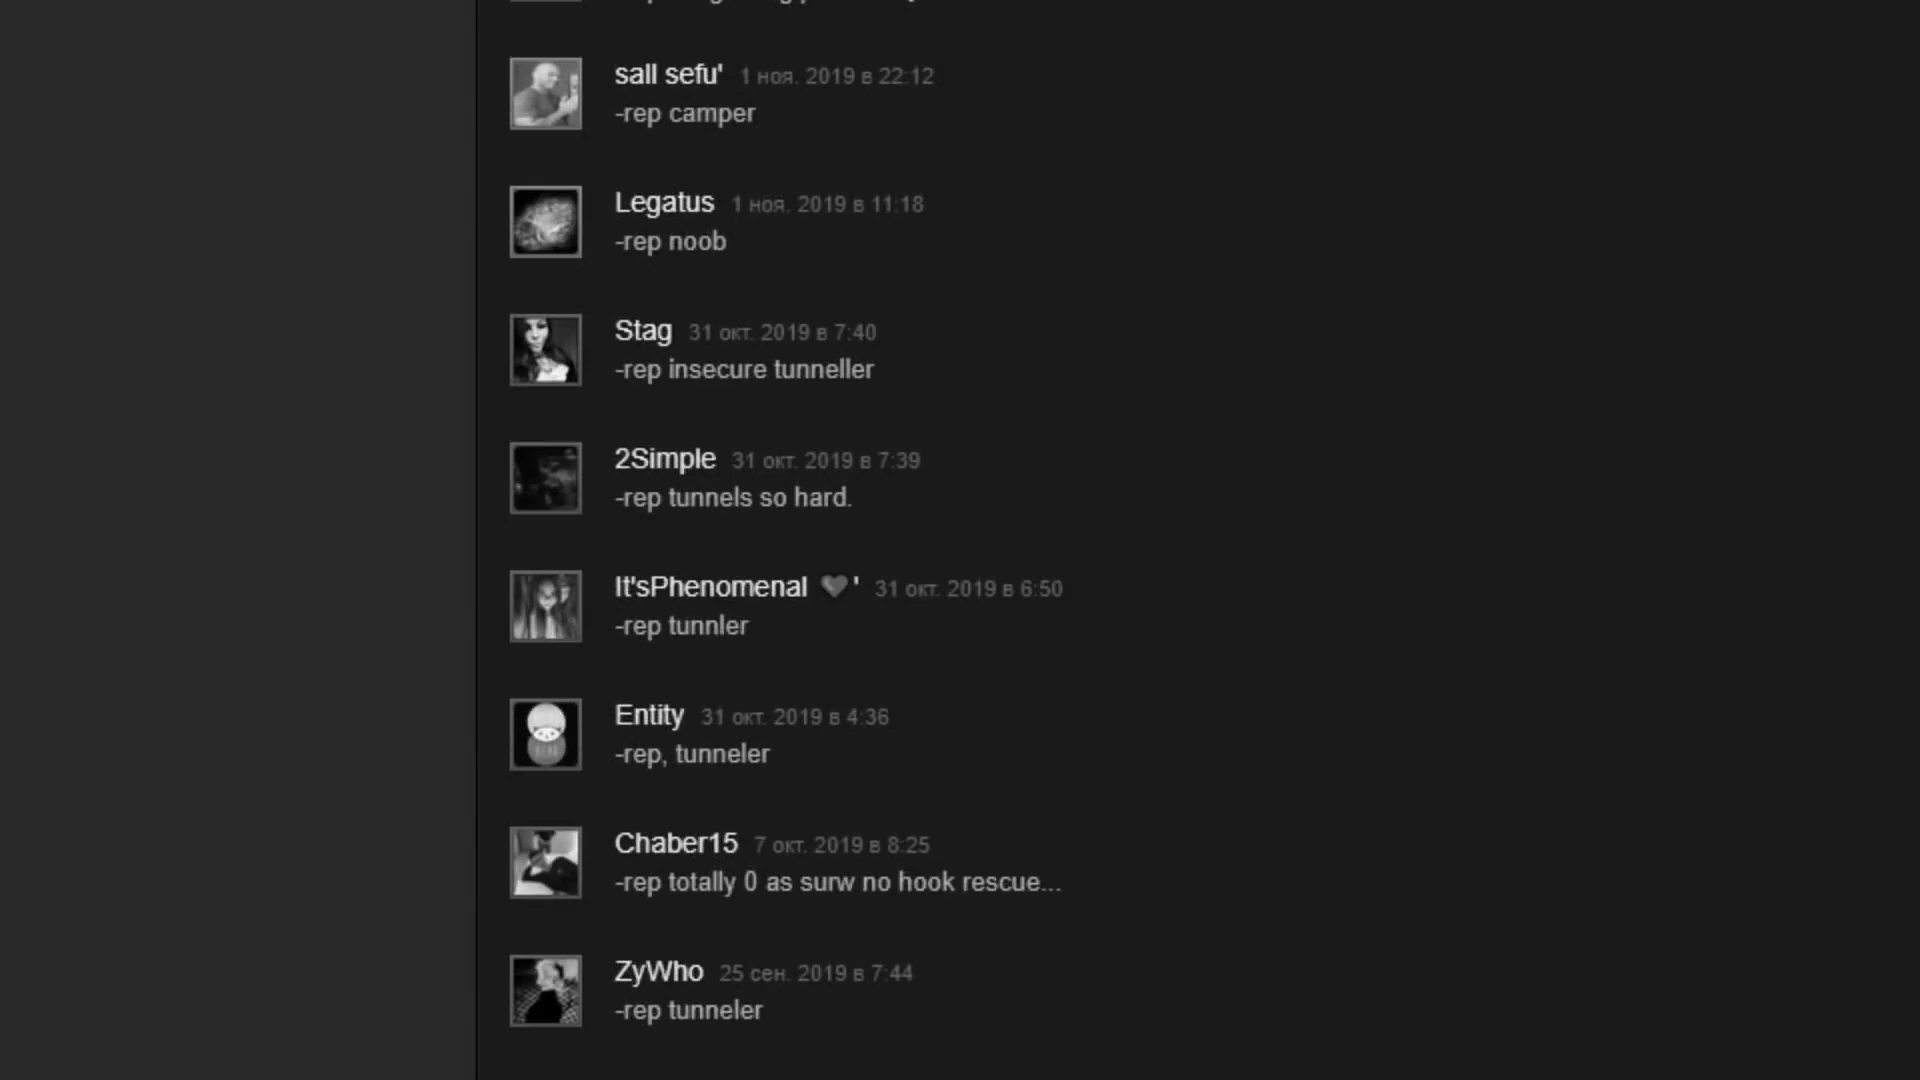 sall sefu' 1 ноя. 2019 в 22:12
-rep camper
Legatus 1 ноя. 2019 в 11:18
-rep noob
Stag 31 окт. 2019 в 7:40
-rep insecure tunneller
2Simple 31 окт. 2019 в 7:39
-rep tunnels so hard.
It'sPhenomenal ❤' 31 окт. 2019 в 6:50
-rep tunnler
Entity 31 окт. 2019 в 4:36
-rep, tunneler
Chaber15 7 окт. 2019 в 8:25
-rep totally 0 as surw no hook rescue...
ZyWho 25 сен. 2019 в 7:44
-rep tunneler